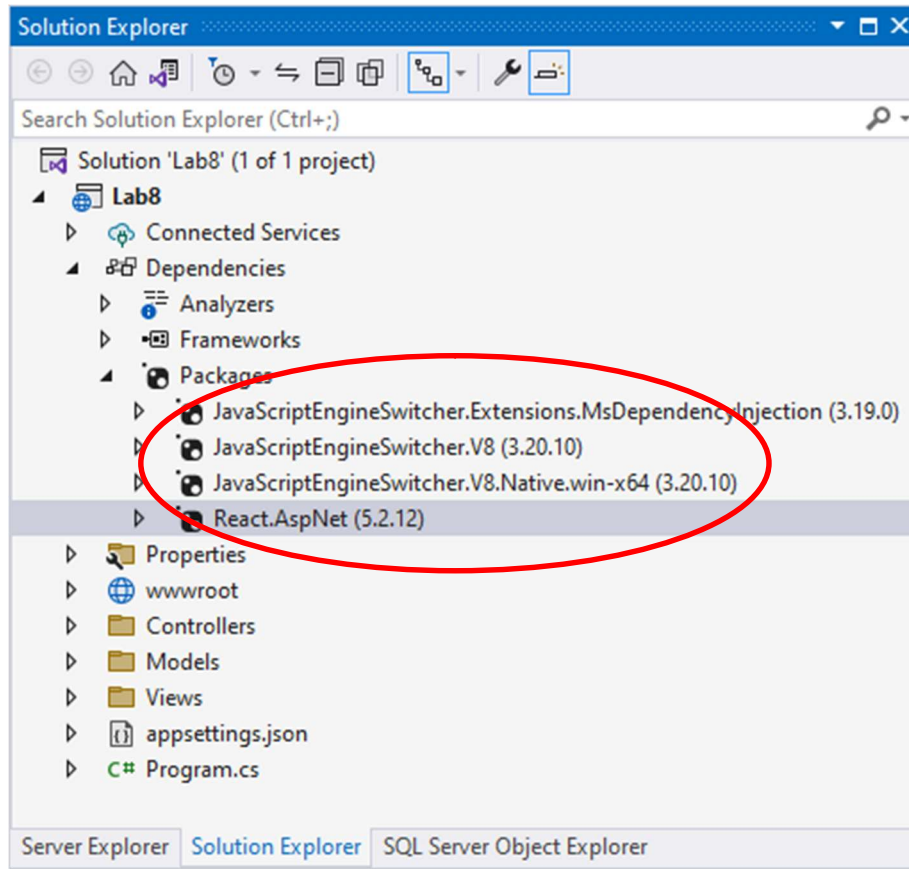 Solution Explorer
Search Solution Explorer (Ctrl+;)
Solution 'Lab8' (1 of 1 project)
Lab8
Connected Services
Dependencies
Analyzers
Frameworks
Packages
JavaScriptEngineSwitcher.Extensions.MsDependencyInjection (3.19.0)
JavaScriptEngineSwitcher.V8 (3.20.10)
JavaScriptEngineSwitcher.V8.Native.win-x64 (3.20.10)
React.AspNet (5.2.12)
Properties
wwwroot
Controllers
Models
Views
appsettings.json
C# Program.cs
Server Explorer Solution Explorer SQL Server Object Explorer